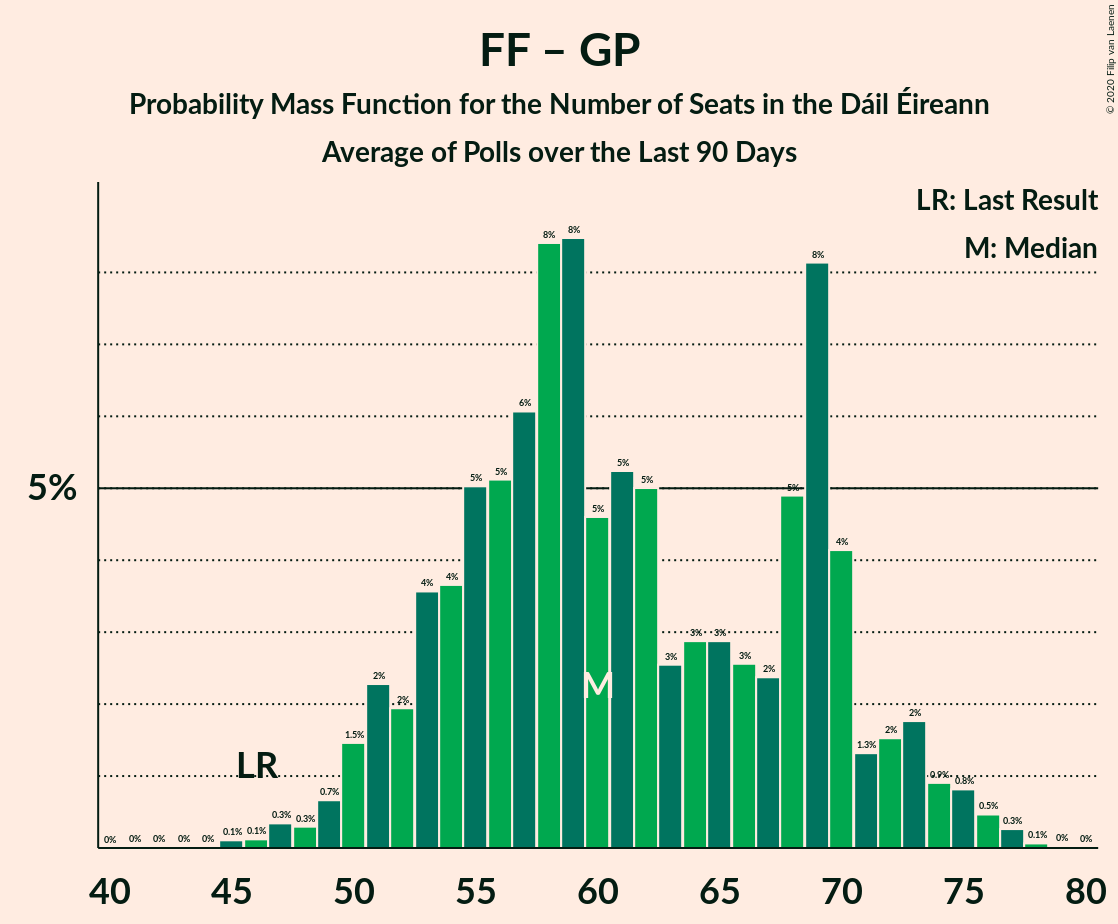 FF – GP
Probability Mass Function for the Number of Seats in the Dáil Éireann
Average of Polls over the Last 90 Days
© 2020 Filip van Laenen
LR: Last Result
M: Median
5%
0% 0% 0% 0% 0% 0.1% 0.1% 0.3% 0.3% 0.7% 1.5% 2% 2% 4% 4% 5% 5% 6% 8% 8% 5% 5% 5% 3% 3% 3% 3% 2% 5% 8% 4% 1.3% 2% 2% 0.9% 0.8% 0.5% 0.3% 0.1% 0% 0%
LR
M
40 45 50 55 60 65 70 75 80